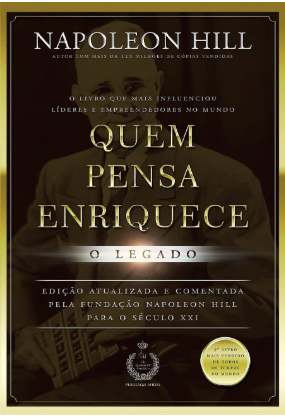 NAPOLEON HILL
AUTOR COM MAIS DE 120 MILHÕES DE CÓPIAS VENDIDAS
O LIVRO QUE MAIS INFLUENCIOU
LÍDERES E EMPREENDEDORES NO MUNDO
QUEM
PENSA
ENRIQUECE
O LEGADO
EDIÇÃO ATUALIZADA E COMENTADA
PELA FUNDAÇÃO NAPOLEON HILL
PARA O SÉCULO XXI
LIVRO
MAIS VENDIDO
DE TODOS
OS TEMPOS
NO MUNDO
PUBLICAÇÃO OFICIAL